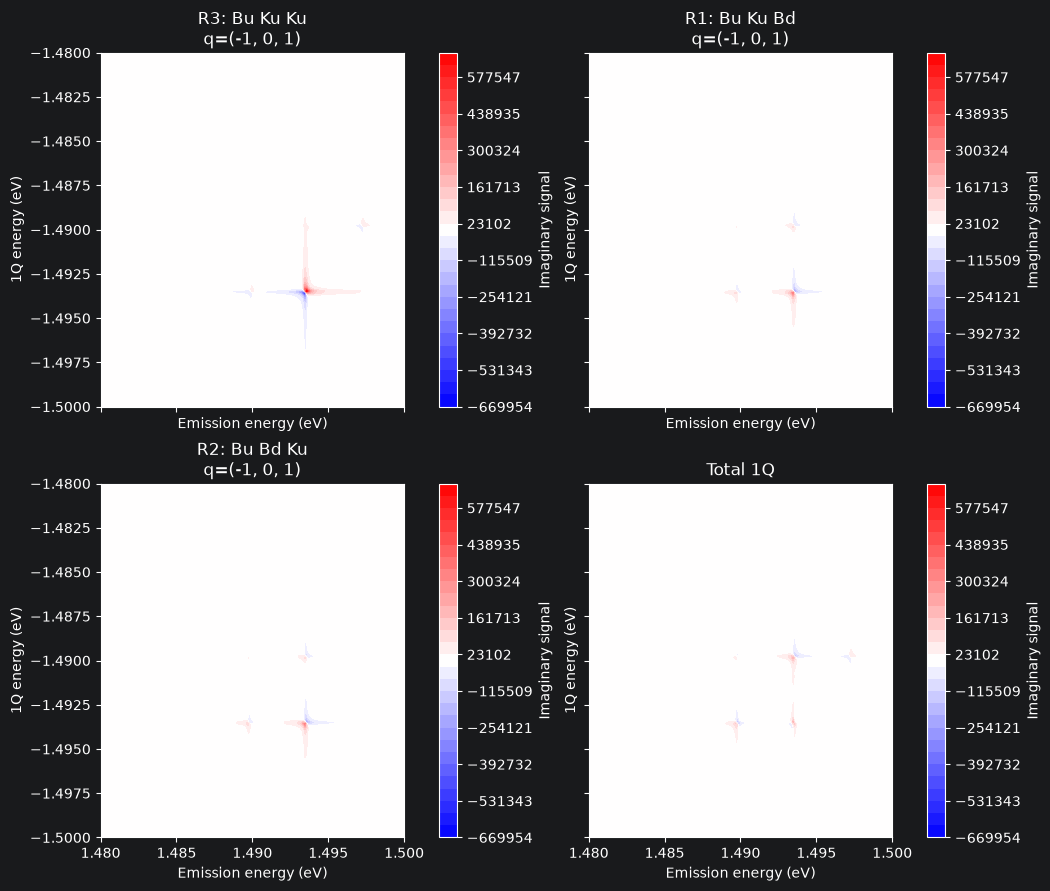 R3: Bu Ku Ku
q=(-1, 0, 1)
−1.4800
−1.4825
−1.4850
−1.4875
−1.4900
−1.4925
−1.4950
−1.4975
−1.5000
1Q energy (eV)
Emission energy (eV)
577547
438935
300324
161713
23102
−115509
−254121
−392732
−531343
−669954
Imaginary signal
R1: Bu Ku Bd
q=(-1, 0, 1)
1Q energy (eV)
Emission energy (eV)
577547
438935
300324
161713
23102
−115509
−254121
−392732
−531343
−669954
Imaginary signal
R2: Bu Bd Ku
q=(-1, 0, 1)
−1.4800
−1.4825
−1.4850
−1.4875
−1.4900
−1.4925
−1.4950
−1.4975
−1.5000
1Q energy (eV)
1.480 1.485 1.490 1.495 1.500
Emission energy (eV)
577547
438935
300324
161713
23102
−115509
−254121
−392732
−531343
−669954
Imaginary signal
Total 1Q
1Q energy (eV)
1.480 1.485 1.490 1.495 1.500
Emission energy (eV)
577547
438935
300324
161713
23102
−115509
−254121
−392732
−531343
−669954
Imaginary signal